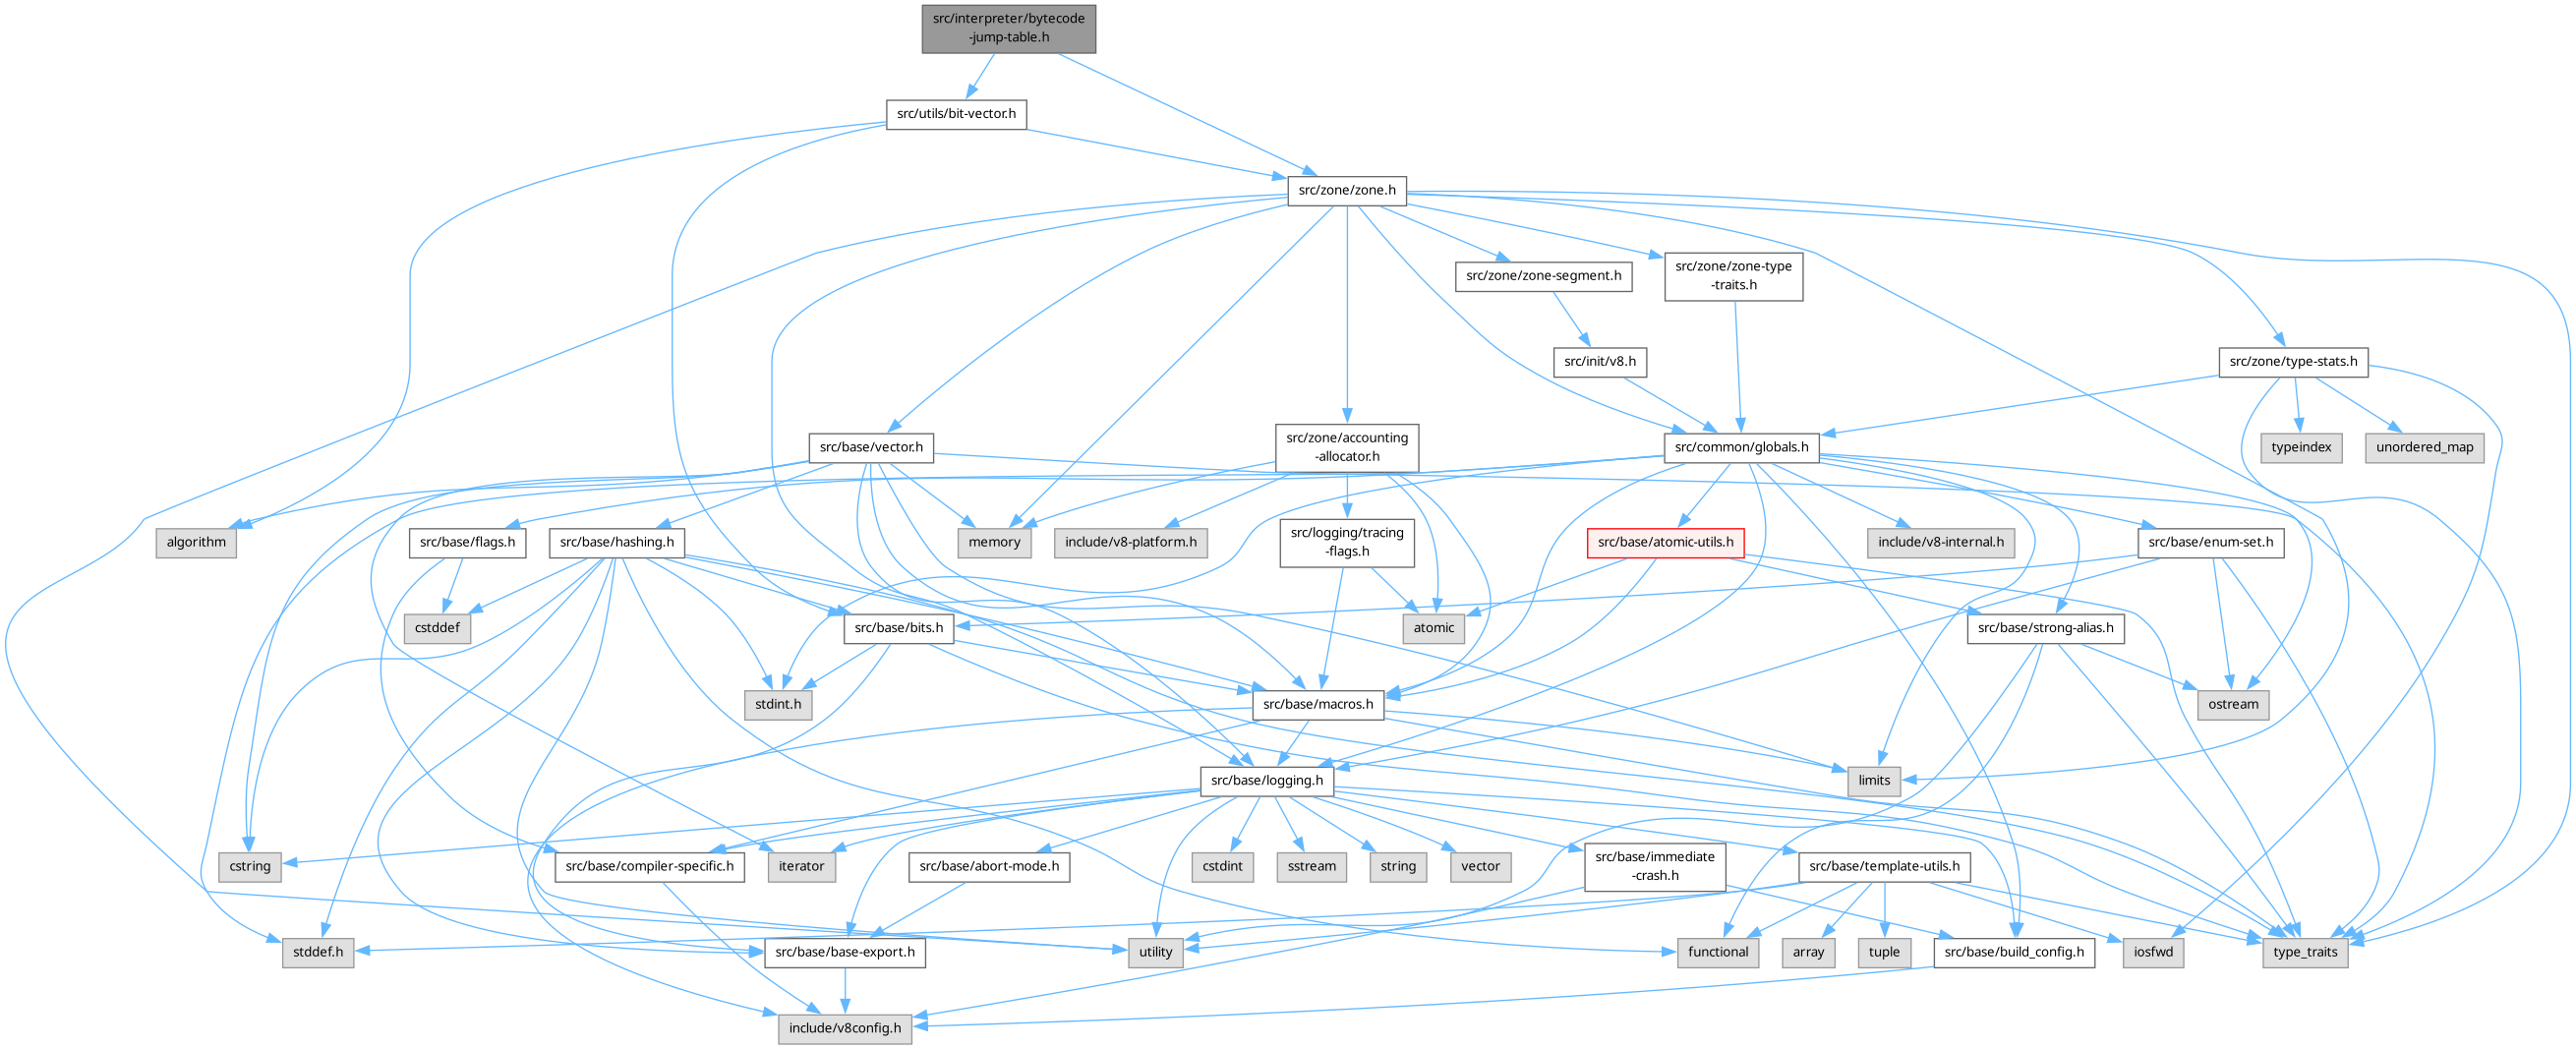 src/interpreter/bytecode
-jump-table.h
src/utils/bit-vector.h
src/zone/zone.h
src/zone/zone-segment.h
src/zone/zone-type
-traits.h
src/init/v8.h
src/zone/type-stats.h
src/base/vector.h
src/zone/accounting
-allocator.h
src/common/globals.h
typeindex
unordered_map
algorithm
src/base/flags.h
src/base/hashing.h
memory
include/v8-platform.h
src/logging/tracing
-flags.h
src/base/atomic-utils.h
include/v8-internal.h
src/base/enum-set.h
cstddef
src/base/bits.h
atomic
src/base/strong-alias.h
stdint.h
src/base/macros.h
ostream
src/base/logging.h
limits
cstring
src/base/compiler-specific.h
iterator
src/base/abort-mode.h
cstdint
sstream
string
vector
src/base/immediate
-crash.h
src/base/template-utils.h
stddef.h
src/base/base-export.h
utility
functional
array
tuple
src/base/build_config.h
iosfwd
type_traits
include/v8config.h